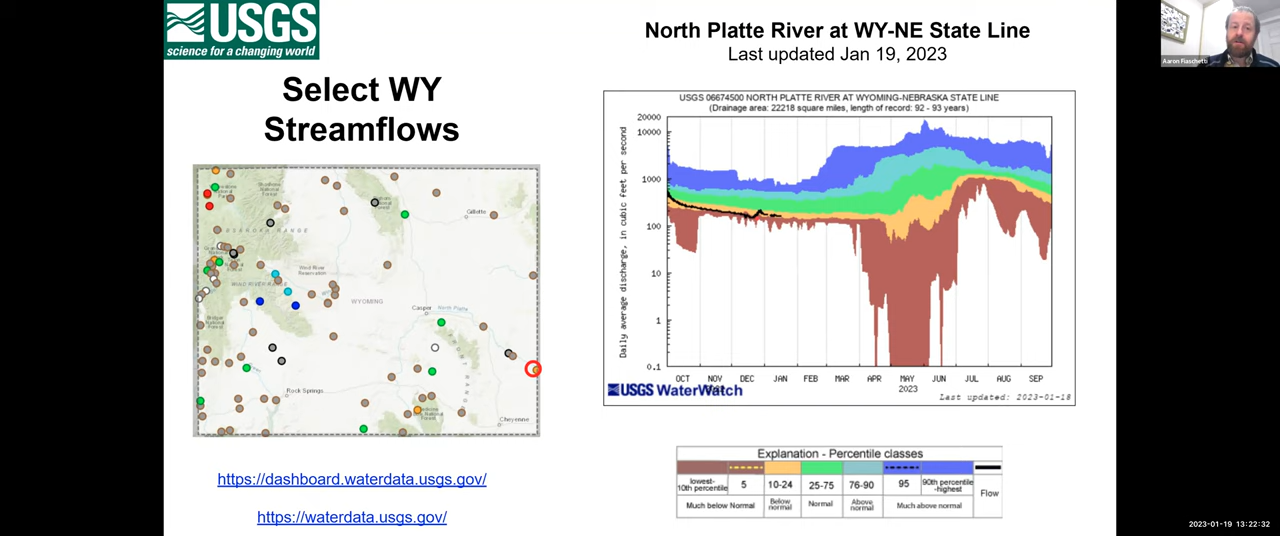 USGS
science for a changing world
Select WY
Streamflows
Gillette
WIND RIVER RANGE
Wind River
Reservation
WYOMING
Casper
North Platte
Rock Springs
Cheyenne
https://dashboard.waterdata.usgs.gov/
https://waterdata.usgs.gov/
North Platte River at WY-NE State Line
Last updated Jan 19, 2023
USGS 06674500 NORTH PLATTE RIVER AT WYOMING-NEBRASKA STATE LINE
(Drainage area: 22218 square miles, length of record: 92 - 93 years)
Daily average discharge, in cubic feet per second
20000
10000
1000
100
10
1
0.1
OCT NOV DEC JAN FEB MAR APR MAY JUN JUL AUG SEP
2023
USGS WaterWatch
Last updated: 2023-01-18
Explanation - Percentile classes
lowest-
10th percentile
5
10-24
25-75
76-90
95
90th percentile
-highest
Flow
Much below Normal
Below
normal
Normal
Above
normal
Much above normal
Aaron Fiaschetti
2023-01-19 13:22:32